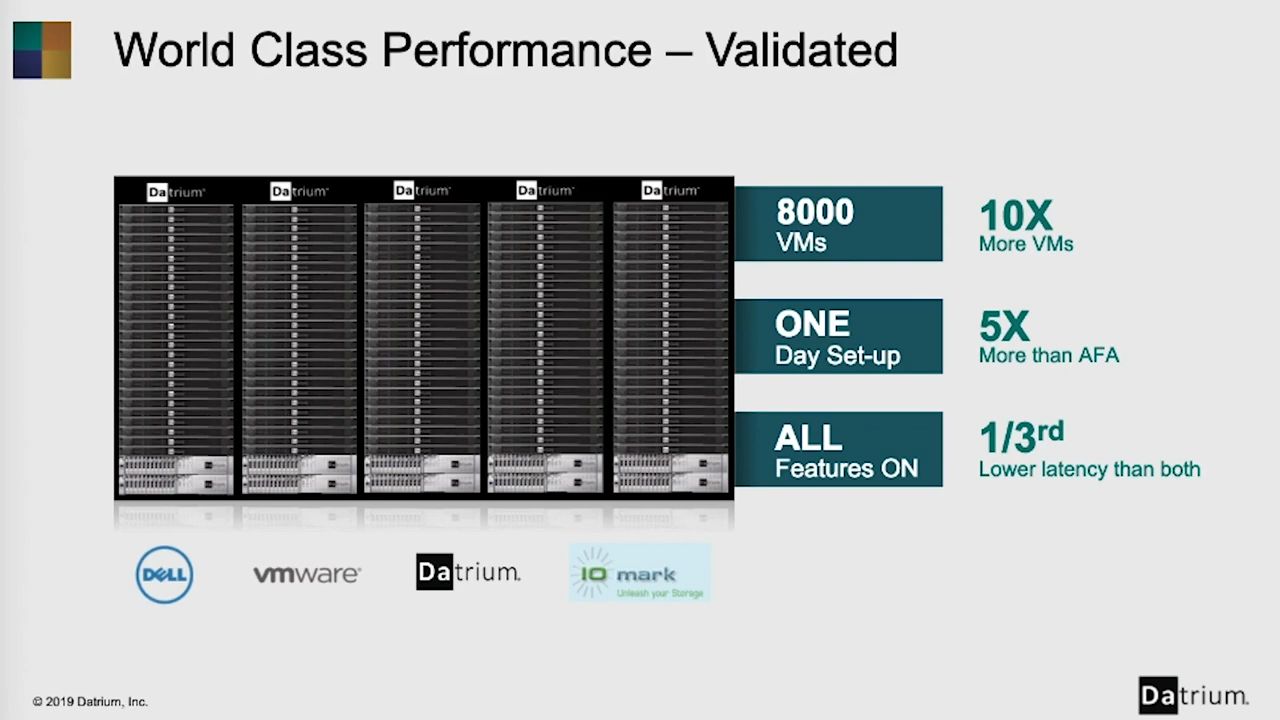 World Class Performance – Validated
Datrium
Datrium
Datrium
Datrium
Datrium
8000
VMs
10X
More VMs
ONE
Day Set-up
5X
More than AFA
ALL
Features ON
1/3rd
Lower latency than both
DELL
vmware®
Datrium.
IO mark
Unleash your Storage
© 2019 Datrium, Inc.
Datrium.